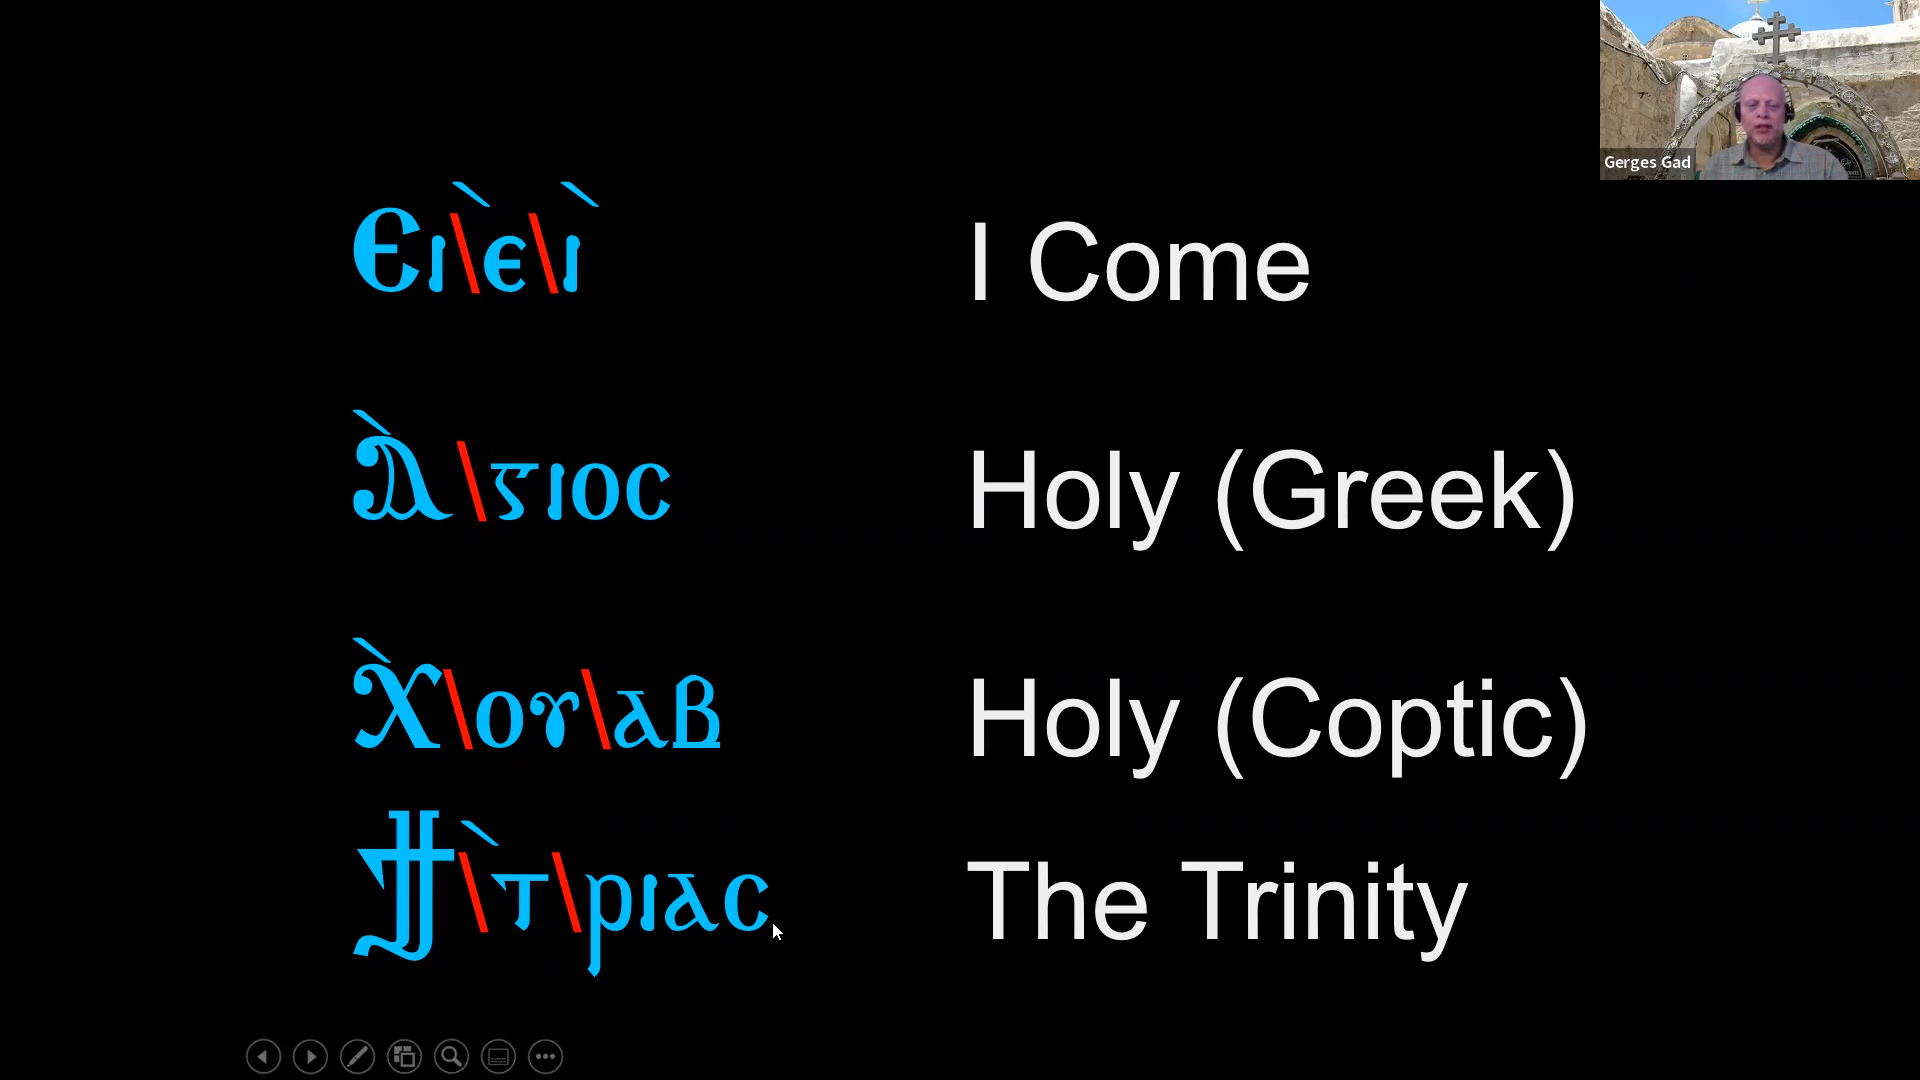 Gerges Gad
Ⲉⲓ\ⲉ̀\ⲓ̀ I Come
Ⲁ̀\ⲅⲓⲟⲥ Holy (Greek)
Ⲭ̀\ⲟⲩ\ⲁⲃ Holy (Coptic)
Ϯ\ⲧ̀\ⲣⲓⲁⲥ The Trinity